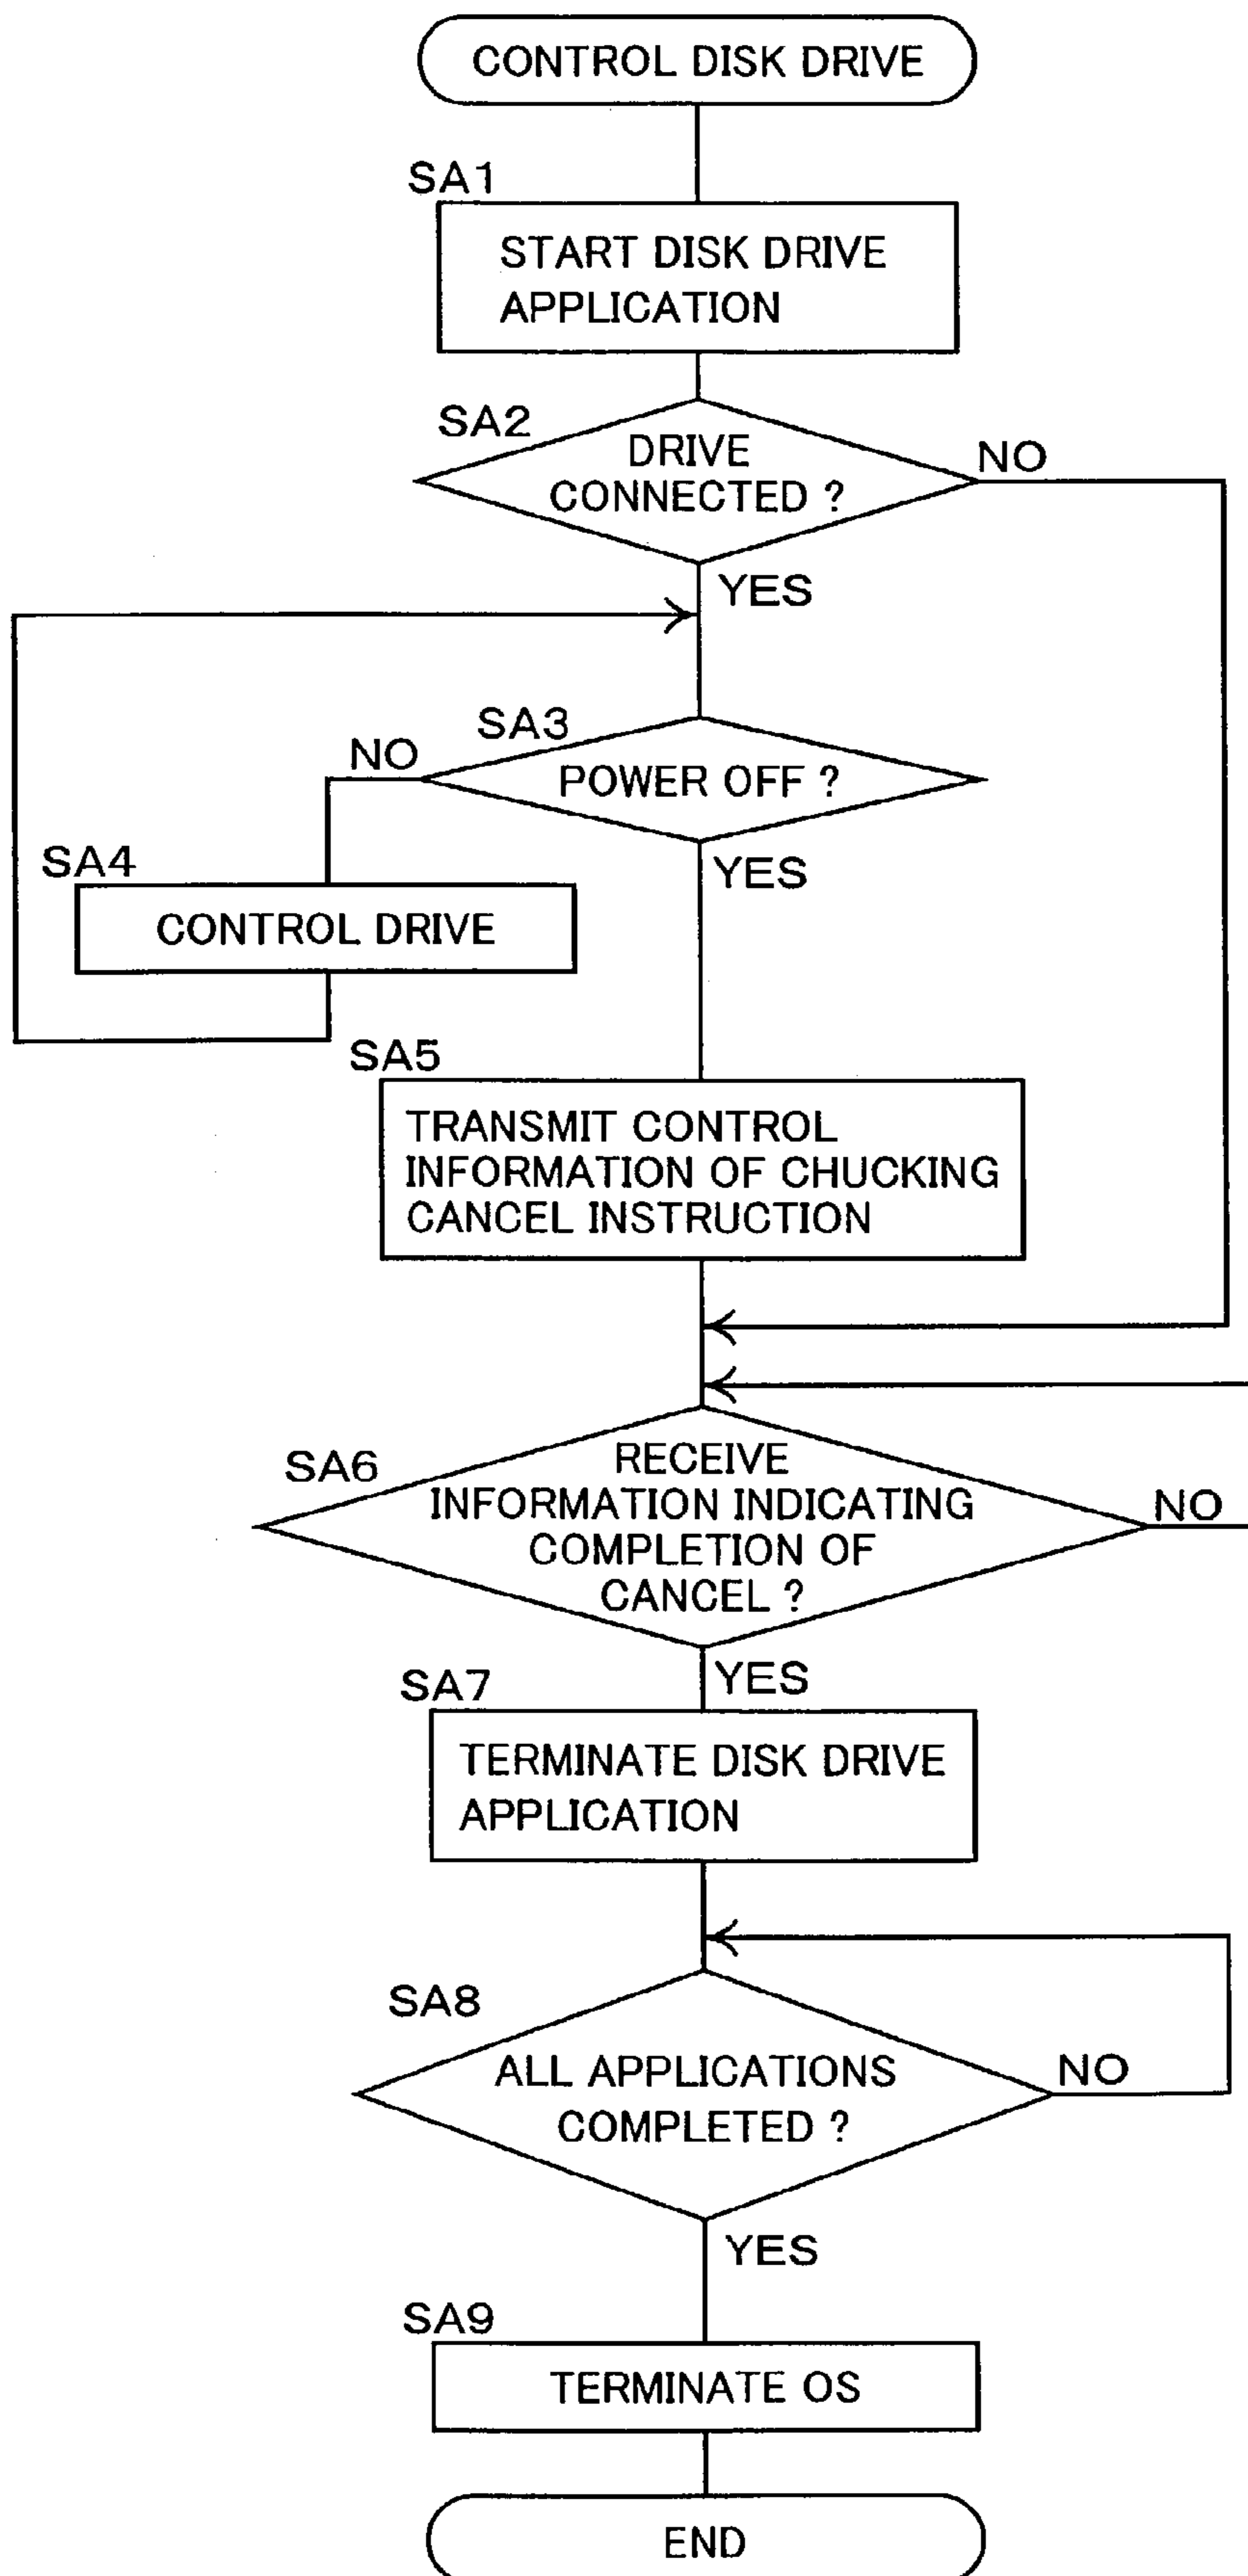 CONTROL DISK DRIVE
SA1
START DISK DRIVE
APPLICATION
SA2
DRIVE
CONNECTED ?
NO
YES
SA3
NO
POWER OFF ?
YES
SA4
CONTROL DRIVE
SA5
TRANSMIT CONTROL
INFORMATION OF CHUCKING
CANCEL INSTRUCTION
SA6
RECEIVE
INFORMATION INDICATING
COMPLETION OF
CANCEL ?
NO
YES
SA7
TERMINATE DISK DRIVE
APPLICATION
SA8
ALL APPLICATIONS
COMPLETED ?
NO
YES
SA9
TERMINATE OS
END